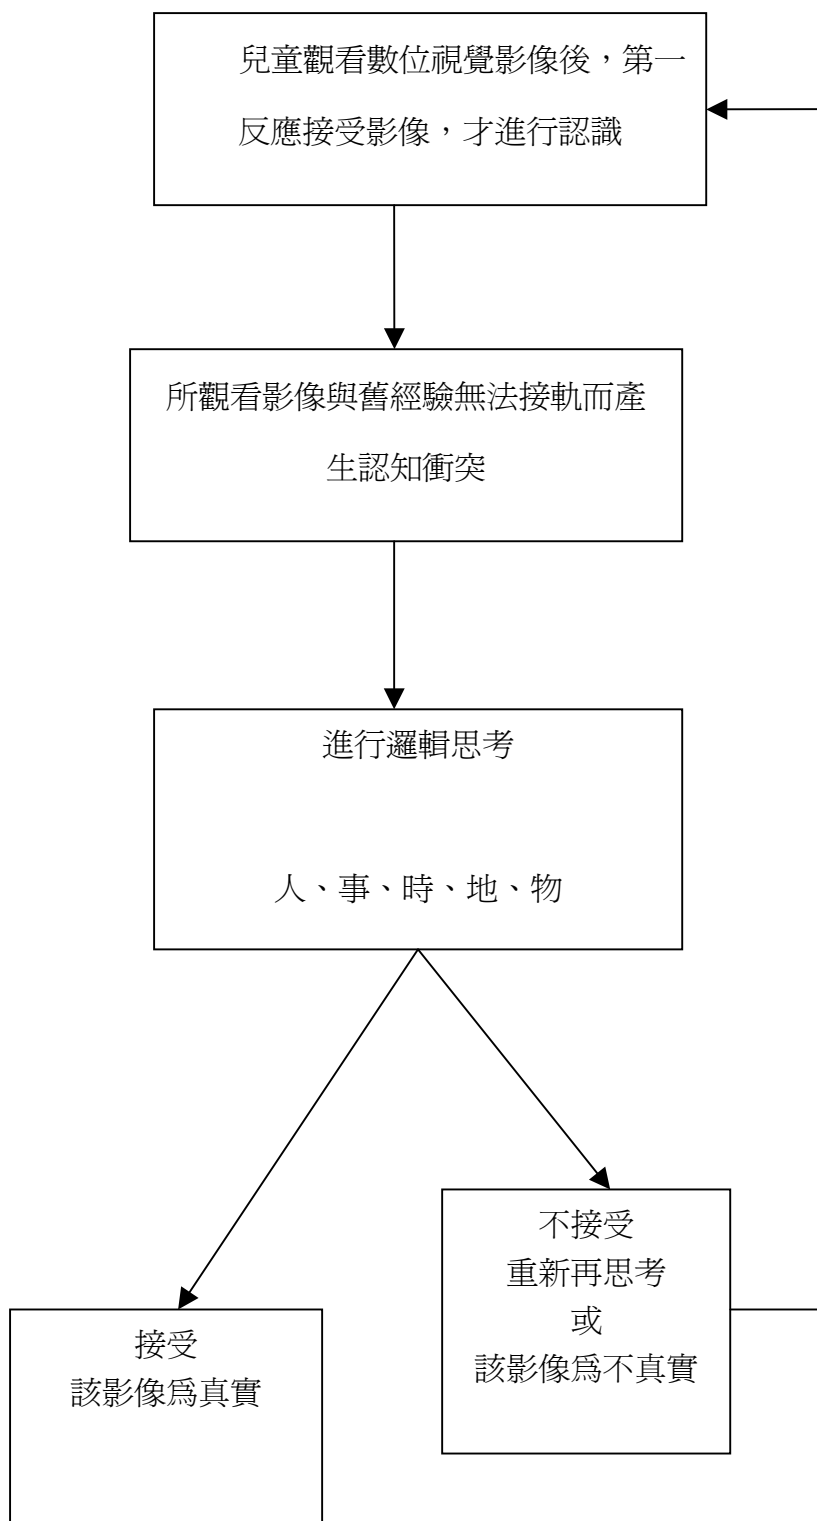 兒童觀看數位視覺影像後，第一
反應接受影像，才進行認識
所觀看影像與舊經驗無法接軌而產
生認知衝突
進行邏輯思考
人、事、時、地、物
不接受
重新再思考
或
該影像爲不真實
接受
該影像爲真實